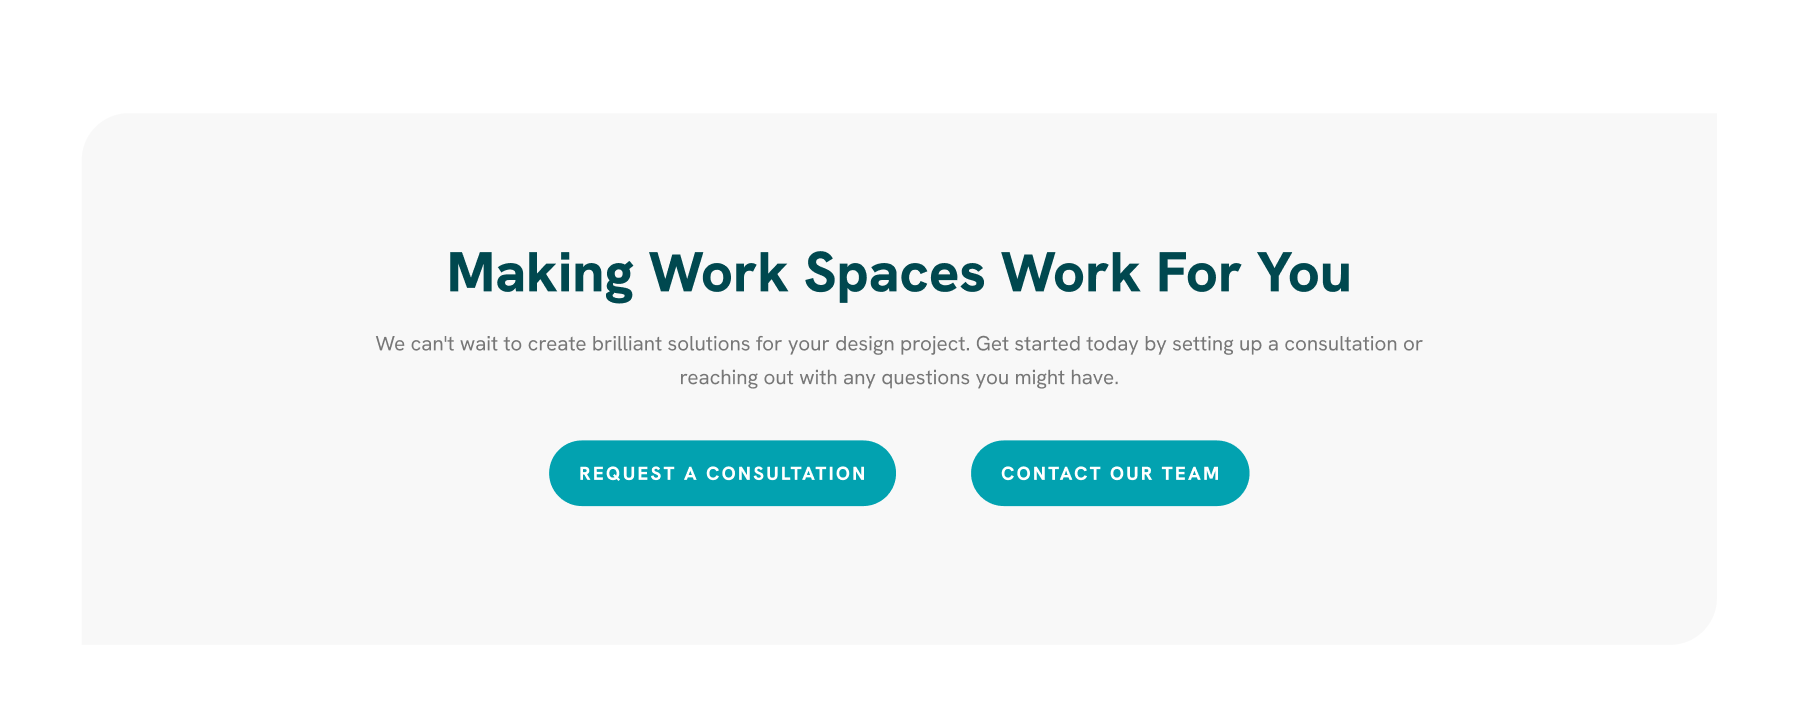 Making Work Spaces Work For You
We can't wait to create brilliant solutions for your design project. Get started today by setting up a consultation or
reaching out with any questions you might have.
REQUEST A CONSULTATION
CONTACT OUR TEAM